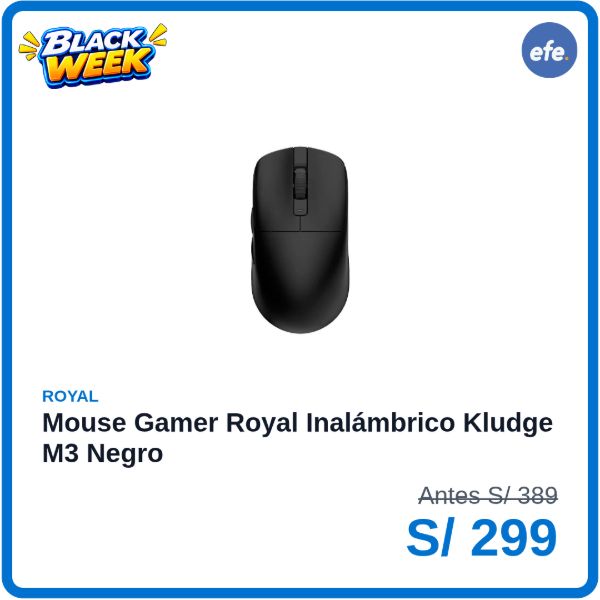 BLACK
WEEK
efe.
ROYAL
Mouse Gamer Royal Inalámbrico Kludge
M3 Negro
Antes S/ 389
S/ 299